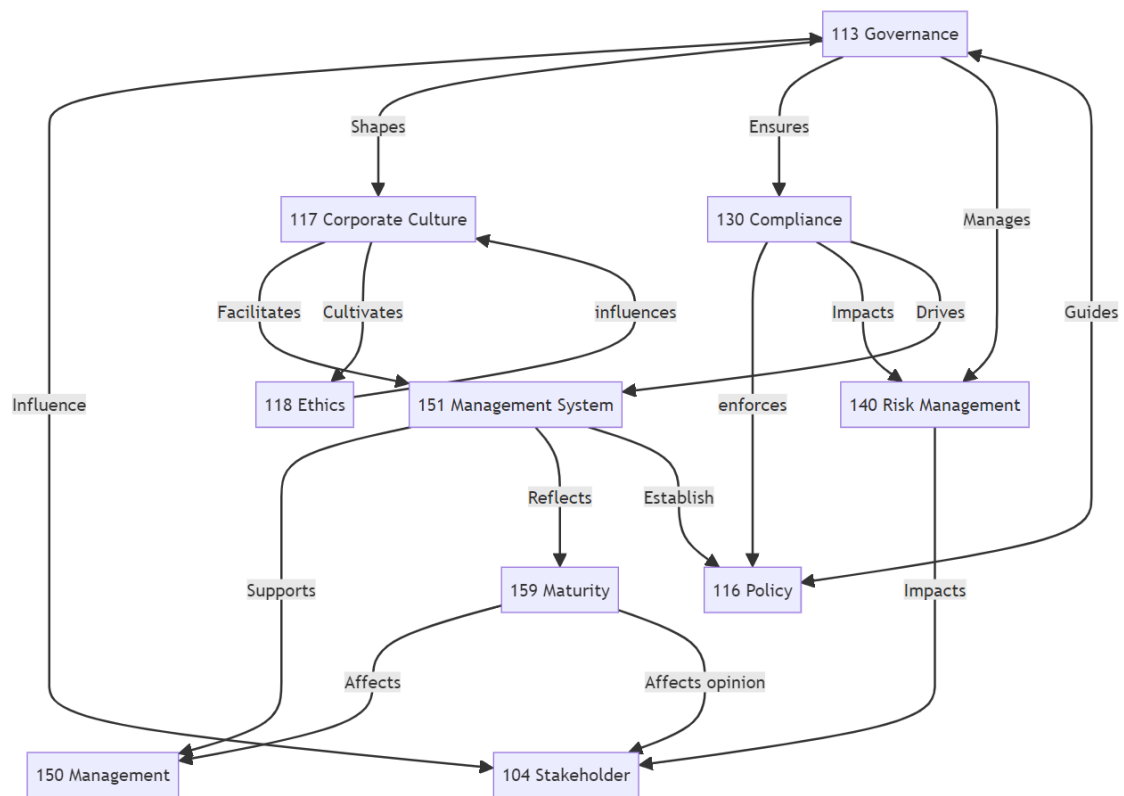 113 Governance
Shapes
Ensures
117 Corporate Culture
130 Compliance
Manages
Facilitates
Cultivates
influences
Impacts
Drives
Guides
118 Ethics
151 Management System
140 Risk Management
Influence
enforces
Reflects
Establish
159 Maturity
116 Policy
Supports
Impacts
Affects
Affects opinion
150 Management
104 Stakeholder